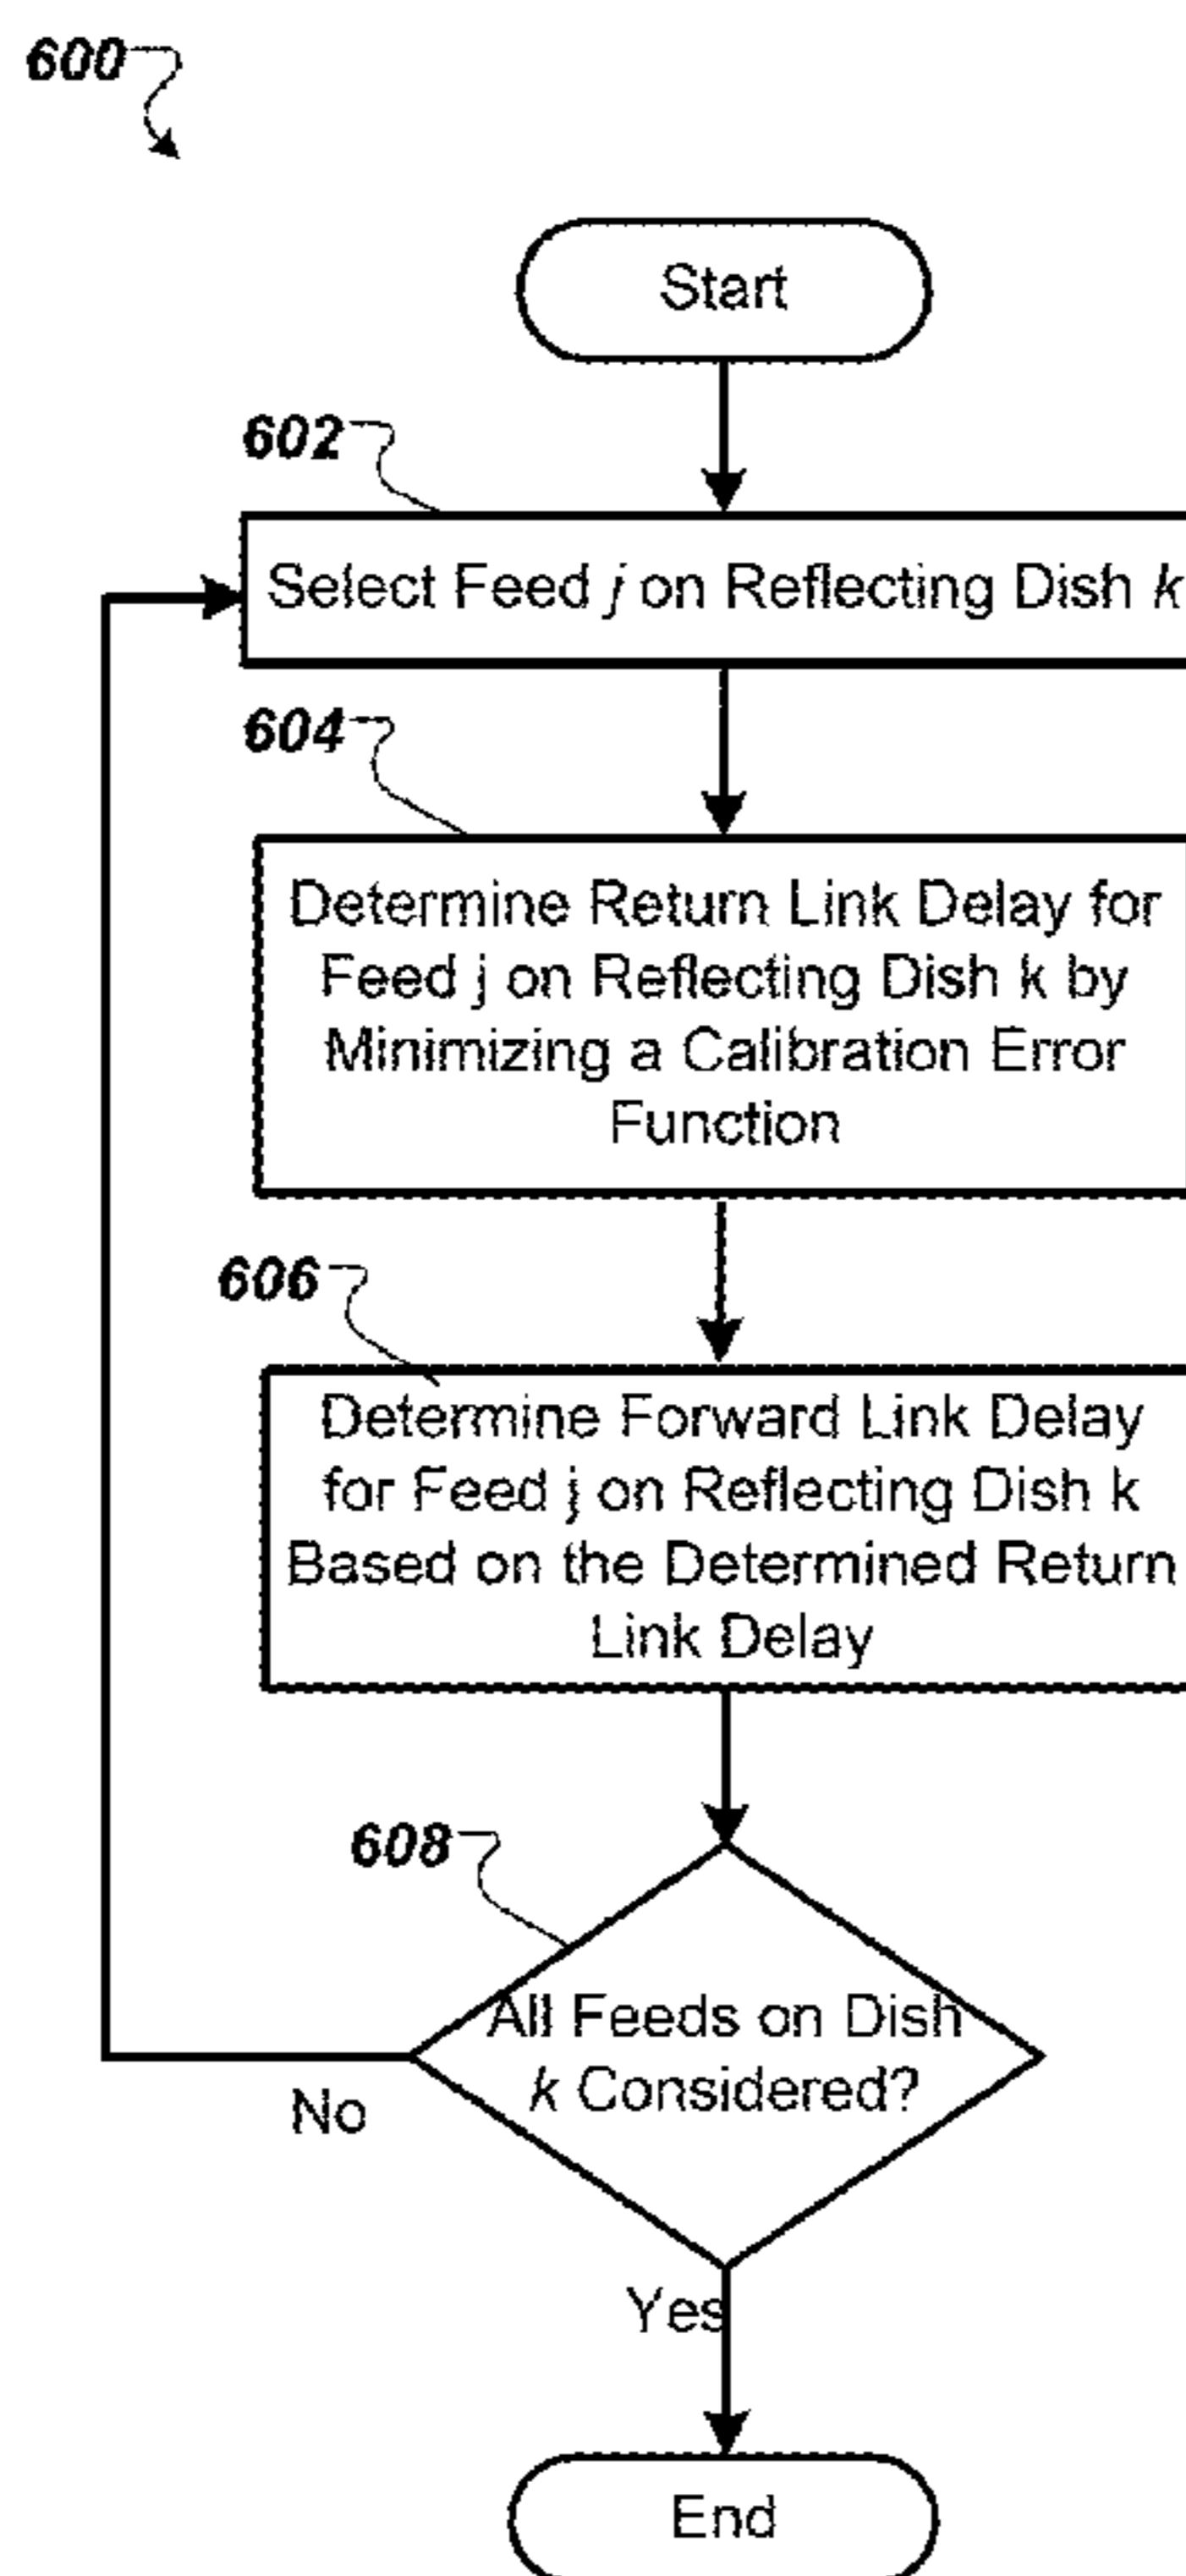 600
Start
602
Select Feed j on Reflecting Dish k
604
Determine Return Link Delay for
Feed j on Reflecting Dish k by
Minimizing a Calibration Error
Function
606
Determine Forward Link Delay
for Feed j on Reflecting Dish k
Based on the Determined Return
Link Delay
608
All Feeds on Dish
k Considered?
No
Yes
End